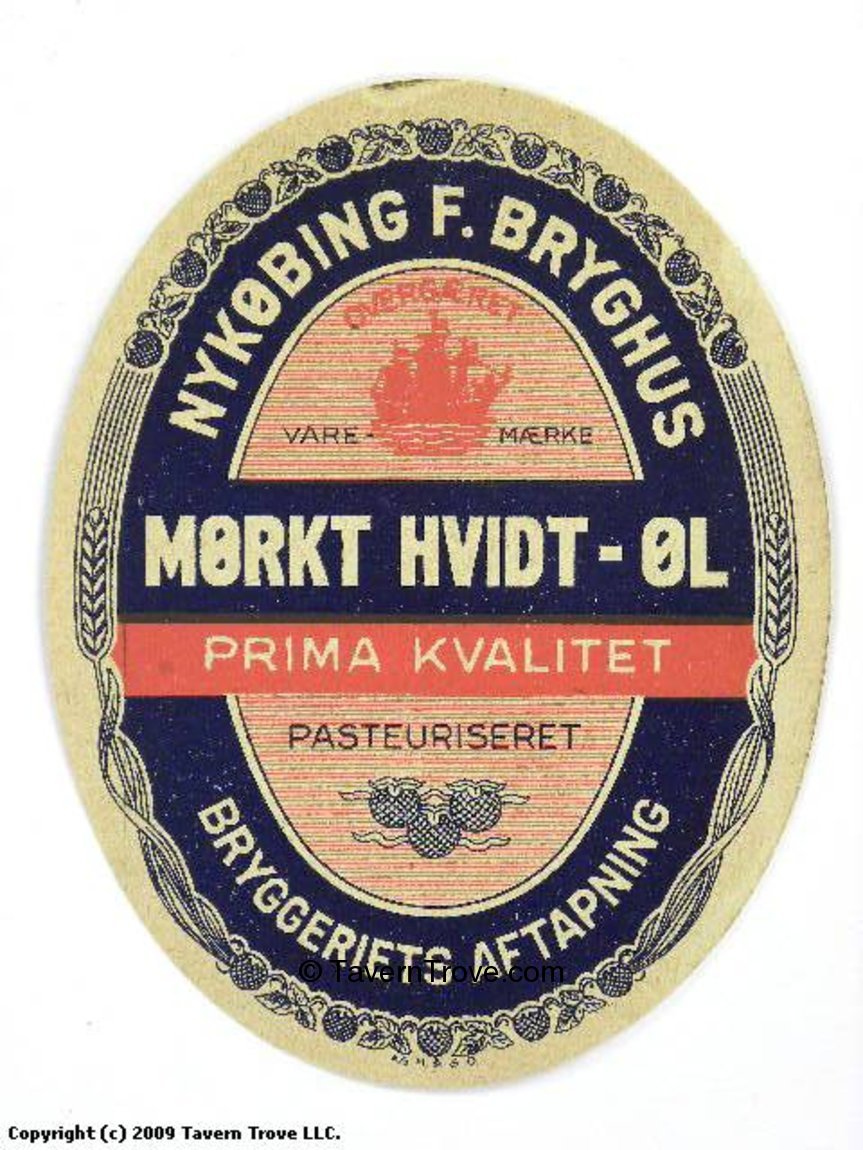 NYKØBING F. BRYGHUS
OVERGÆRET
VARE - MÆRKE
MØRKT HVIDT - ØL
PRIMA KVALITET
PASTEURISERET
BRYGGERIETS AFTAPNING
© TavernTrove.com
Copyright (c) 2009 Tavern Trove LLC.